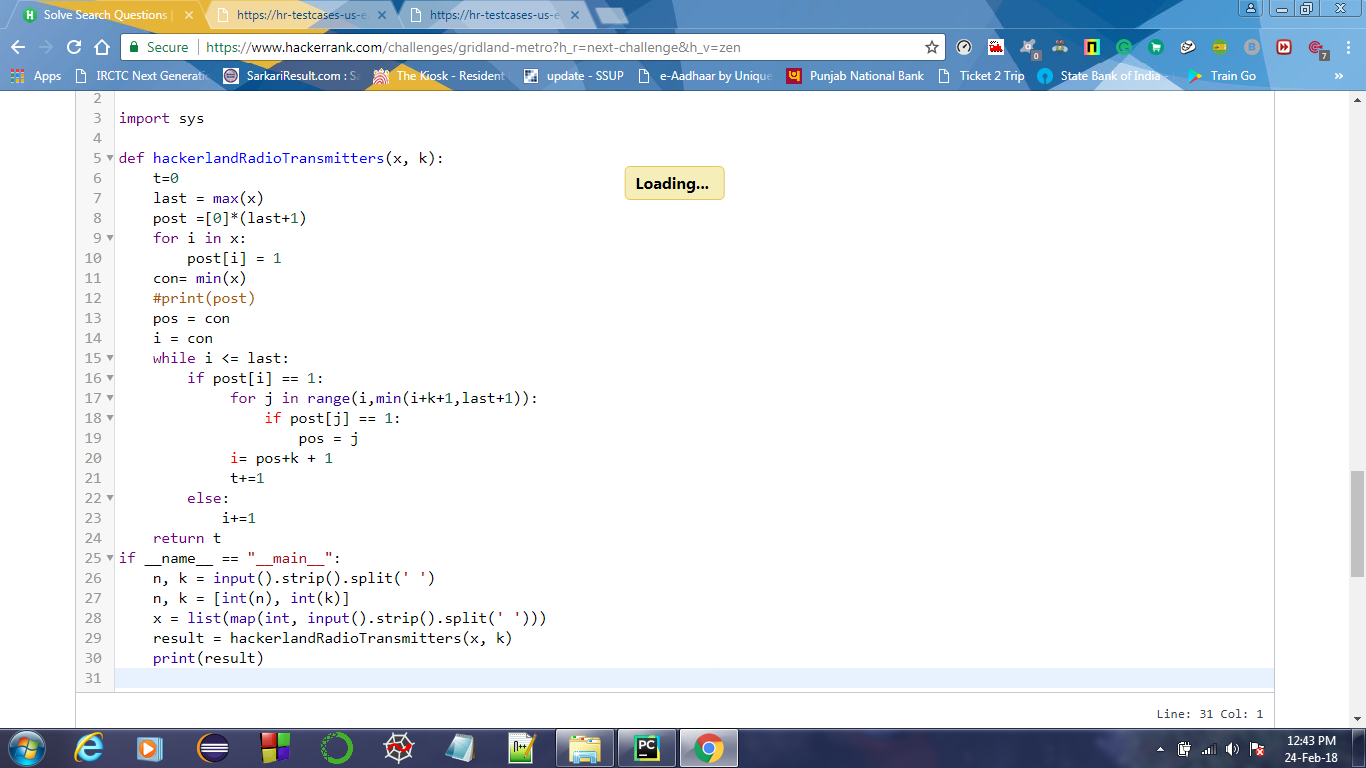 Solve Search Questions |
https://hr-testcases-us-e
https://hr-testcases-us-e
Secure
https://www.hackerrank.com/challenges/gridland-metro?h_r=next-challenge&h_v=zen
0
7
Apps
IRCTC Next Generati
SarkariResult.com : Sa
The Kiosk - Resident
update - SSUP
e-Aadhaar by Unique
Punjab National Bank
Ticket 2 Trip
State Bank of India -
Train Go
»
2
3 import sys
4
5 def hackerlandRadioTransmitters(x, k):
6     t=0
7     last = max(x)
8     post =[0]*(last+1)
9     for i in x:
10         post[i] = 1
11     con= min(x)
12     #print(post)
13     pos = con
14     i = con
15     while i <= last:
16         if post[i] == 1:
17              for j in range(i,min(i+k+1,last+1)):
18                  if post[j] == 1:
19                      pos = j
20              i= pos+k + 1
21              t+=1
22         else:
23             i+=1
24     return t
25 if __name__ == "__main__":
26     n, k = input().strip().split(' ')
27     n, k = [int(n), int(k)]
28     x = list(map(int, input().strip().split(' ')))
29     result = hackerlandRadioTransmitters(x, k)
30     print(result)
31
Loading...
Line: 31 Col: 1
PC
12:43 PM
24-Feb-18